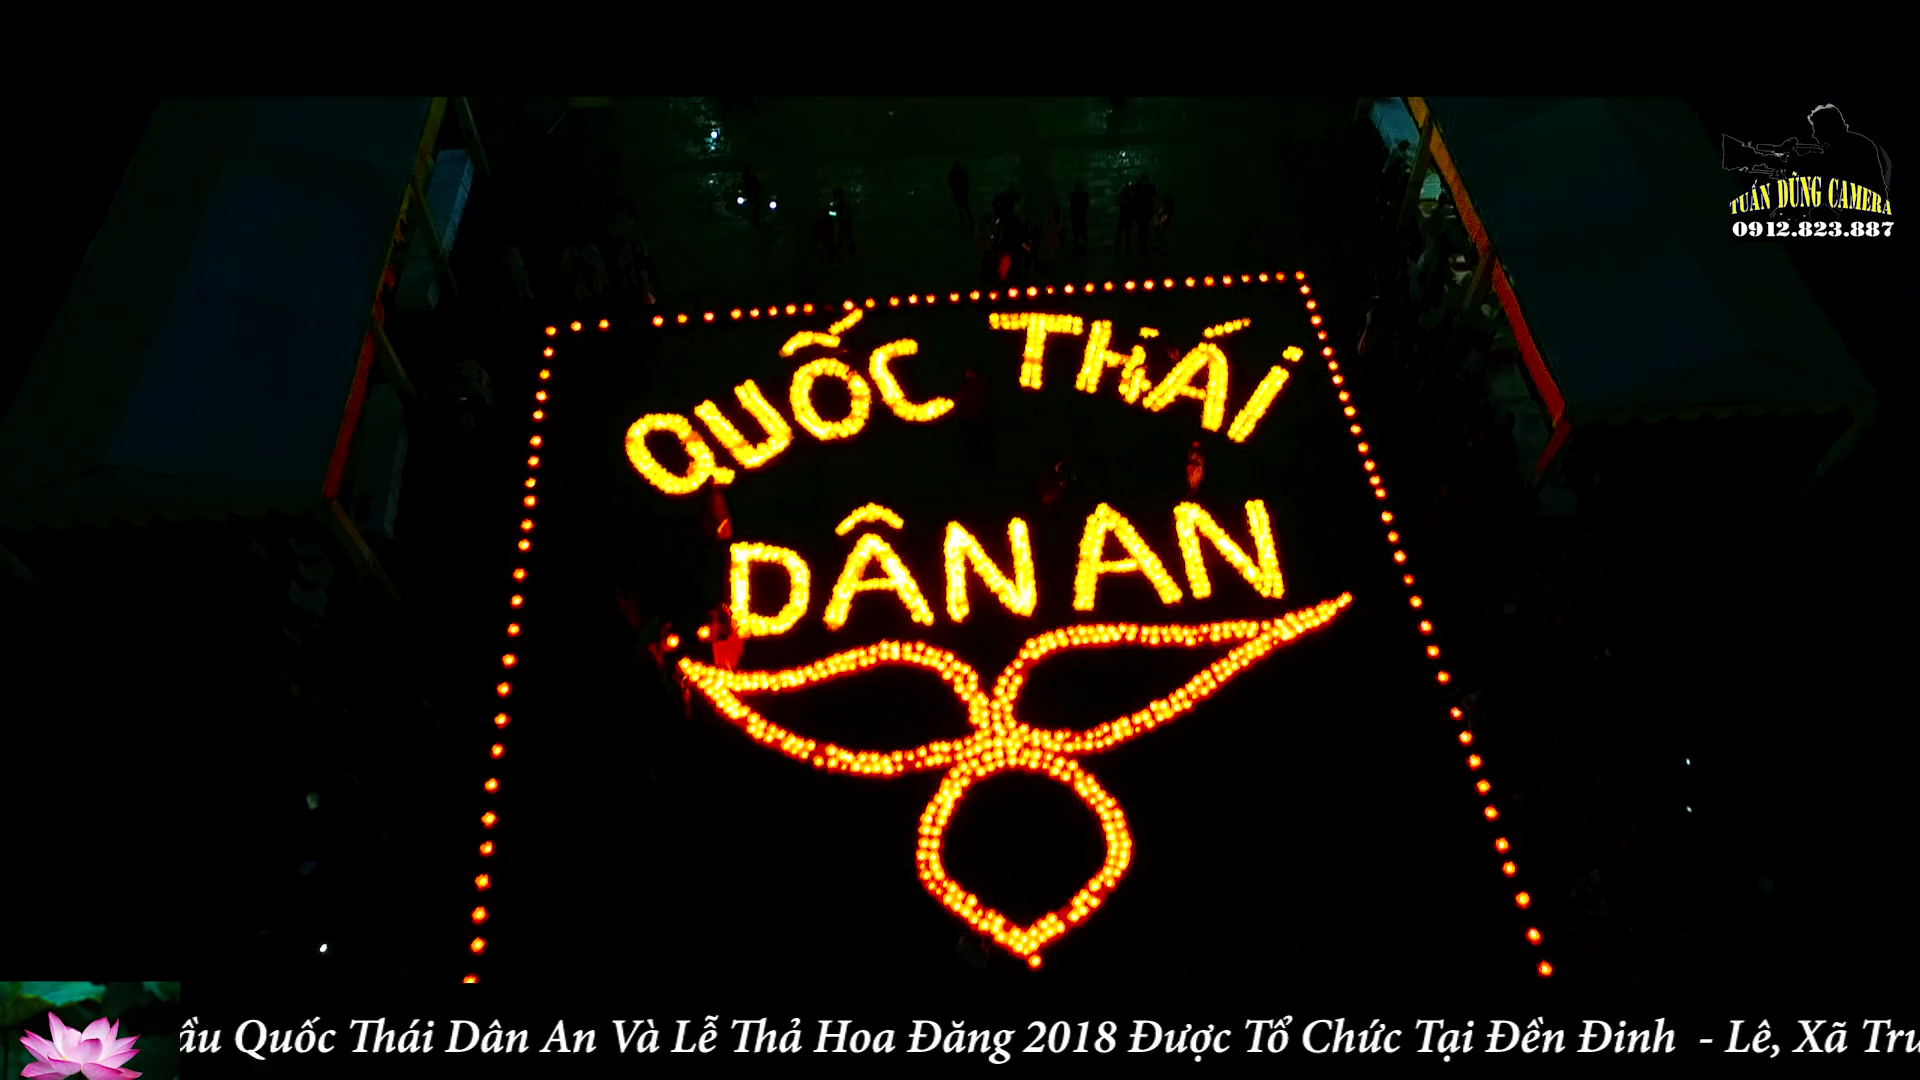 TUẤN DŨNG CAMERA
0912.823.887
QUỐC THÁI
DÂN AN
ầu Quốc Thái Dân An Và Lễ Thả Hoa Đăng 2018 Được Tổ Chức Tại Đền Đinh - Lê, Xã Tru